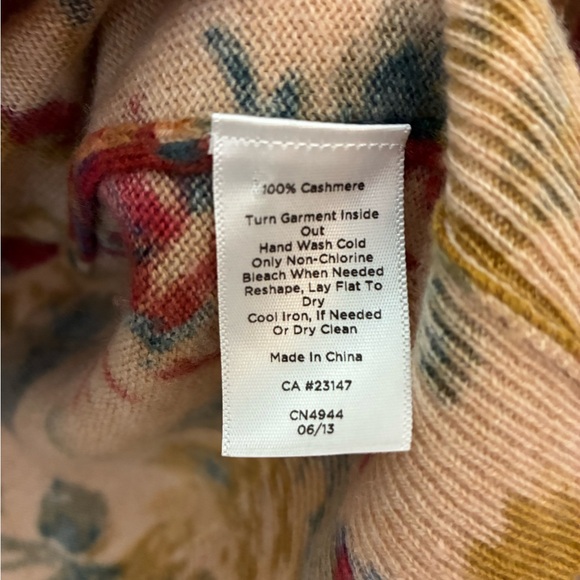 100% Cashmere
Turn Garment Inside
Out
Hand Wash Cold
Only Non-Chlorine
Bleach When Needed
Reshape, Lay Flat To
Dry
Cool Iron, If Needed
Or Dry Clean
Made In China
CA #23147
CN4944
06/13